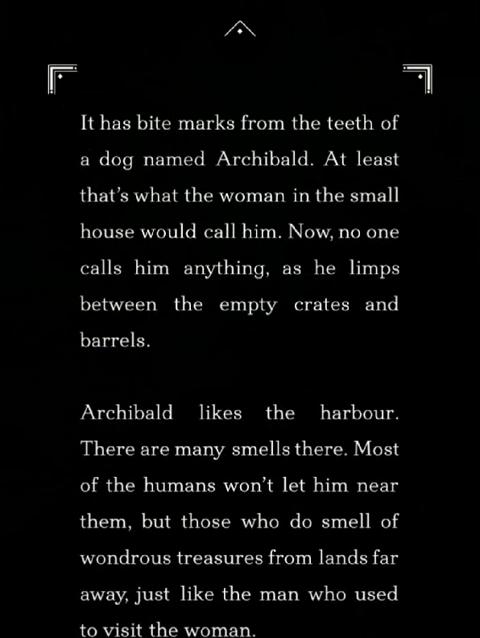 It has bite marks from the teeth of
a dog named Archibald. At least
that's what the woman in the small
house would call him. Now, no one
calls him anything, as he limps
between the empty crates and
barrels.
Archibald likes the harbour.
There are many smells there. Most
of the humans won't let him near
them, but those who do smell of
wondrous treasures from lands far
away, just like the man who used
to visit the woman.